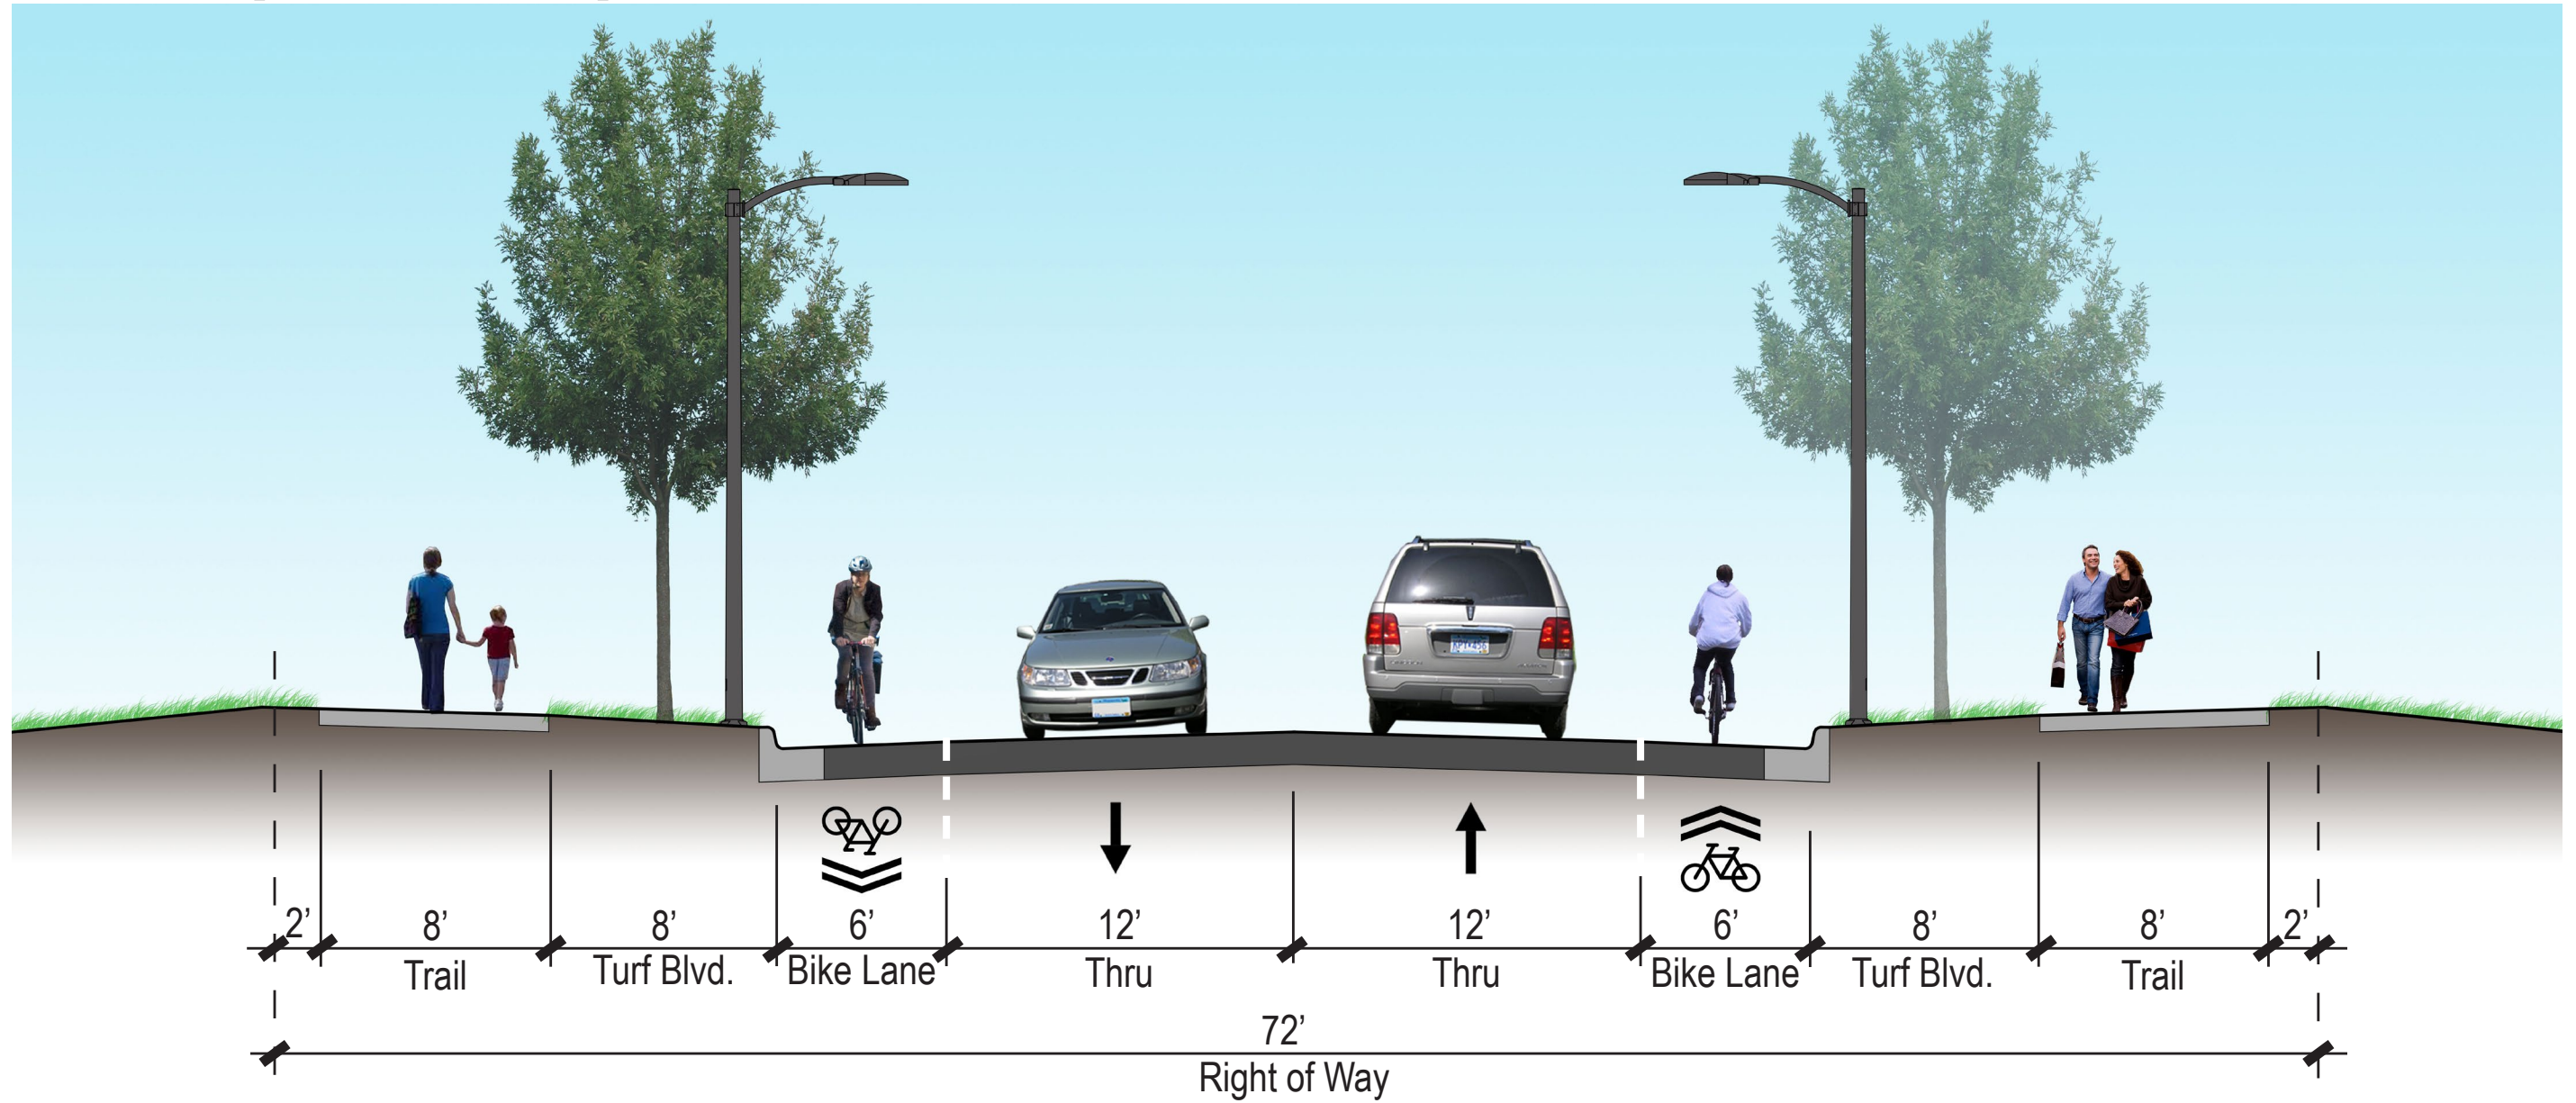 2’ 8’ 8’ 6’ 12’ 12’ 6’ 8’ 8’ 2’
Trail Turf Blvd. Bike Lane Thru Thru Bike Lane Turf Blvd. Trail
72’
Right of Way